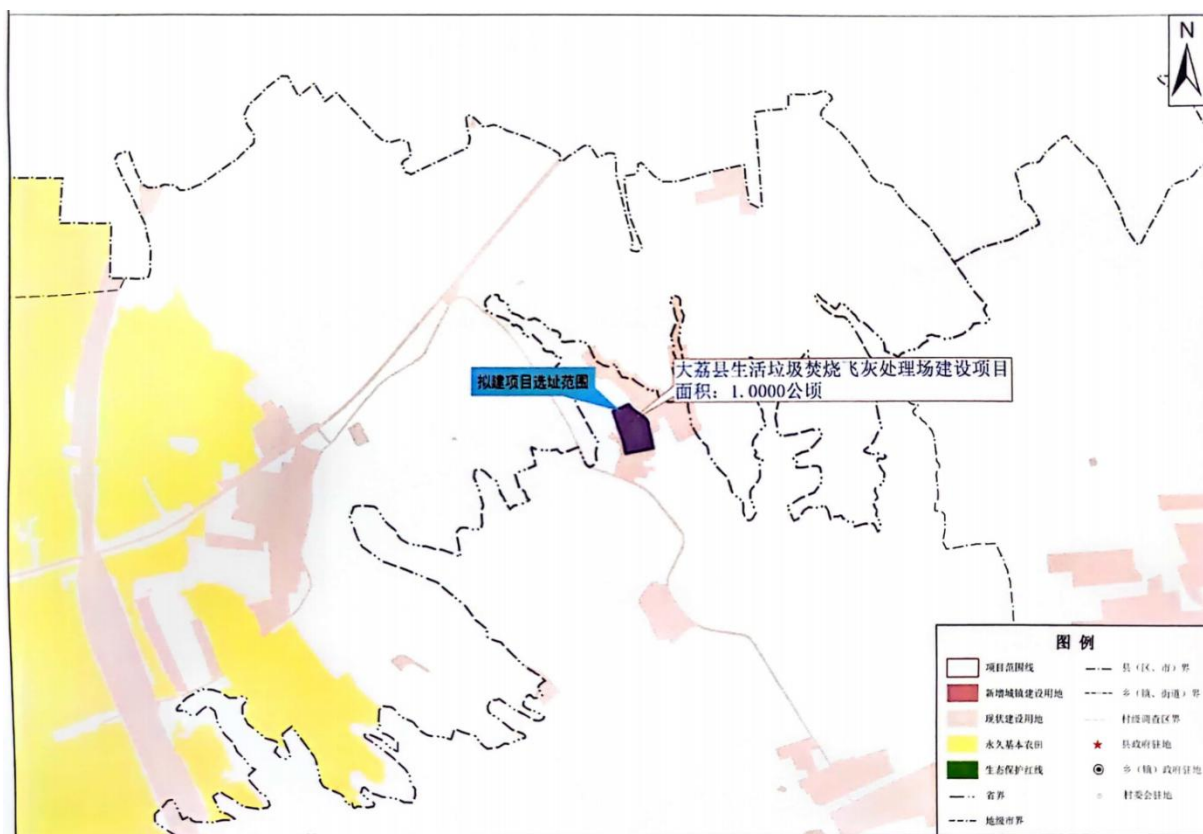 N
拟建项目选址范围
大荔县生活垃圾焚烧飞灰处理场建设项目
面积：1.0000公顷
图 例
项目范围线
新增城镇建设用地
现状建设用地
永久基本农田
生态保护红线
省界
地级市界
县（区、市）界
乡（镇、街道）界
村级调查区界
县政府驻地
乡（镇）政府驻地
村委会驻地